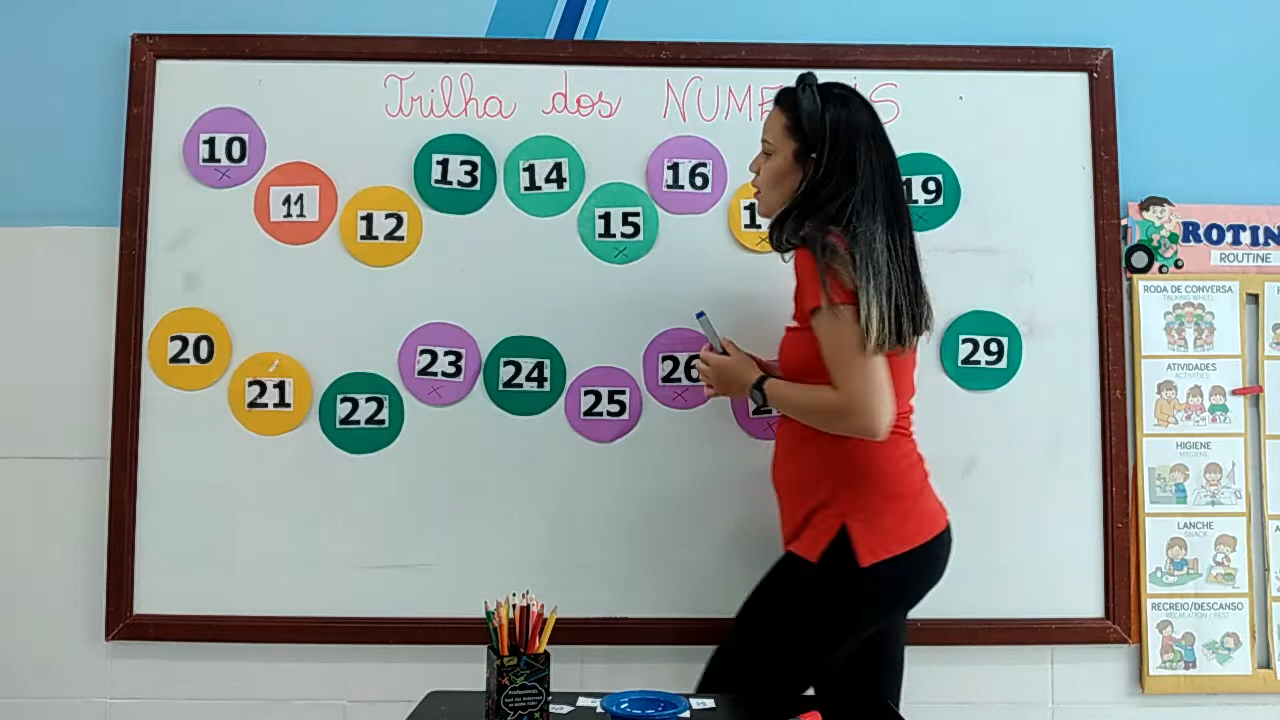 Trilha dos
10
11
12
13
14
15
16
19
20
21
22
23
24
25
26
29
ROUTINE
RODA DE CONVERSA
TALKING WHEEL
ATIVIDADES
ACTIVITIES
HIGIENE
HYGIENE
LANCHE
SNACK
RECREIO/DESCANSO
RECREATION / REST